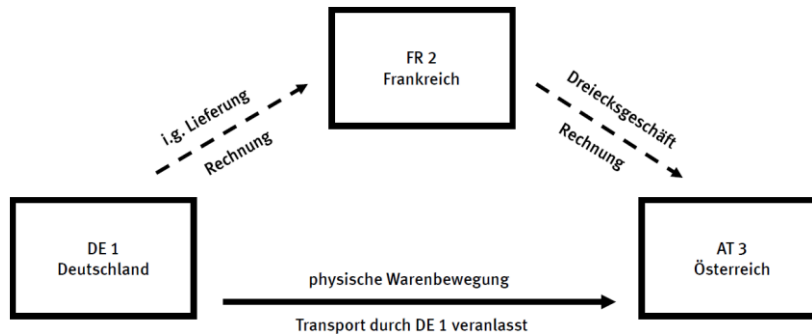 FR 2
Frankreich
i.g. Lieferung
Rechnung
Dreiecksgeschäft
Rechnung
DE 1
Deutschland
AT 3
Österreich
physische Warenbewegung
Transport durch DE 1 veranlasst